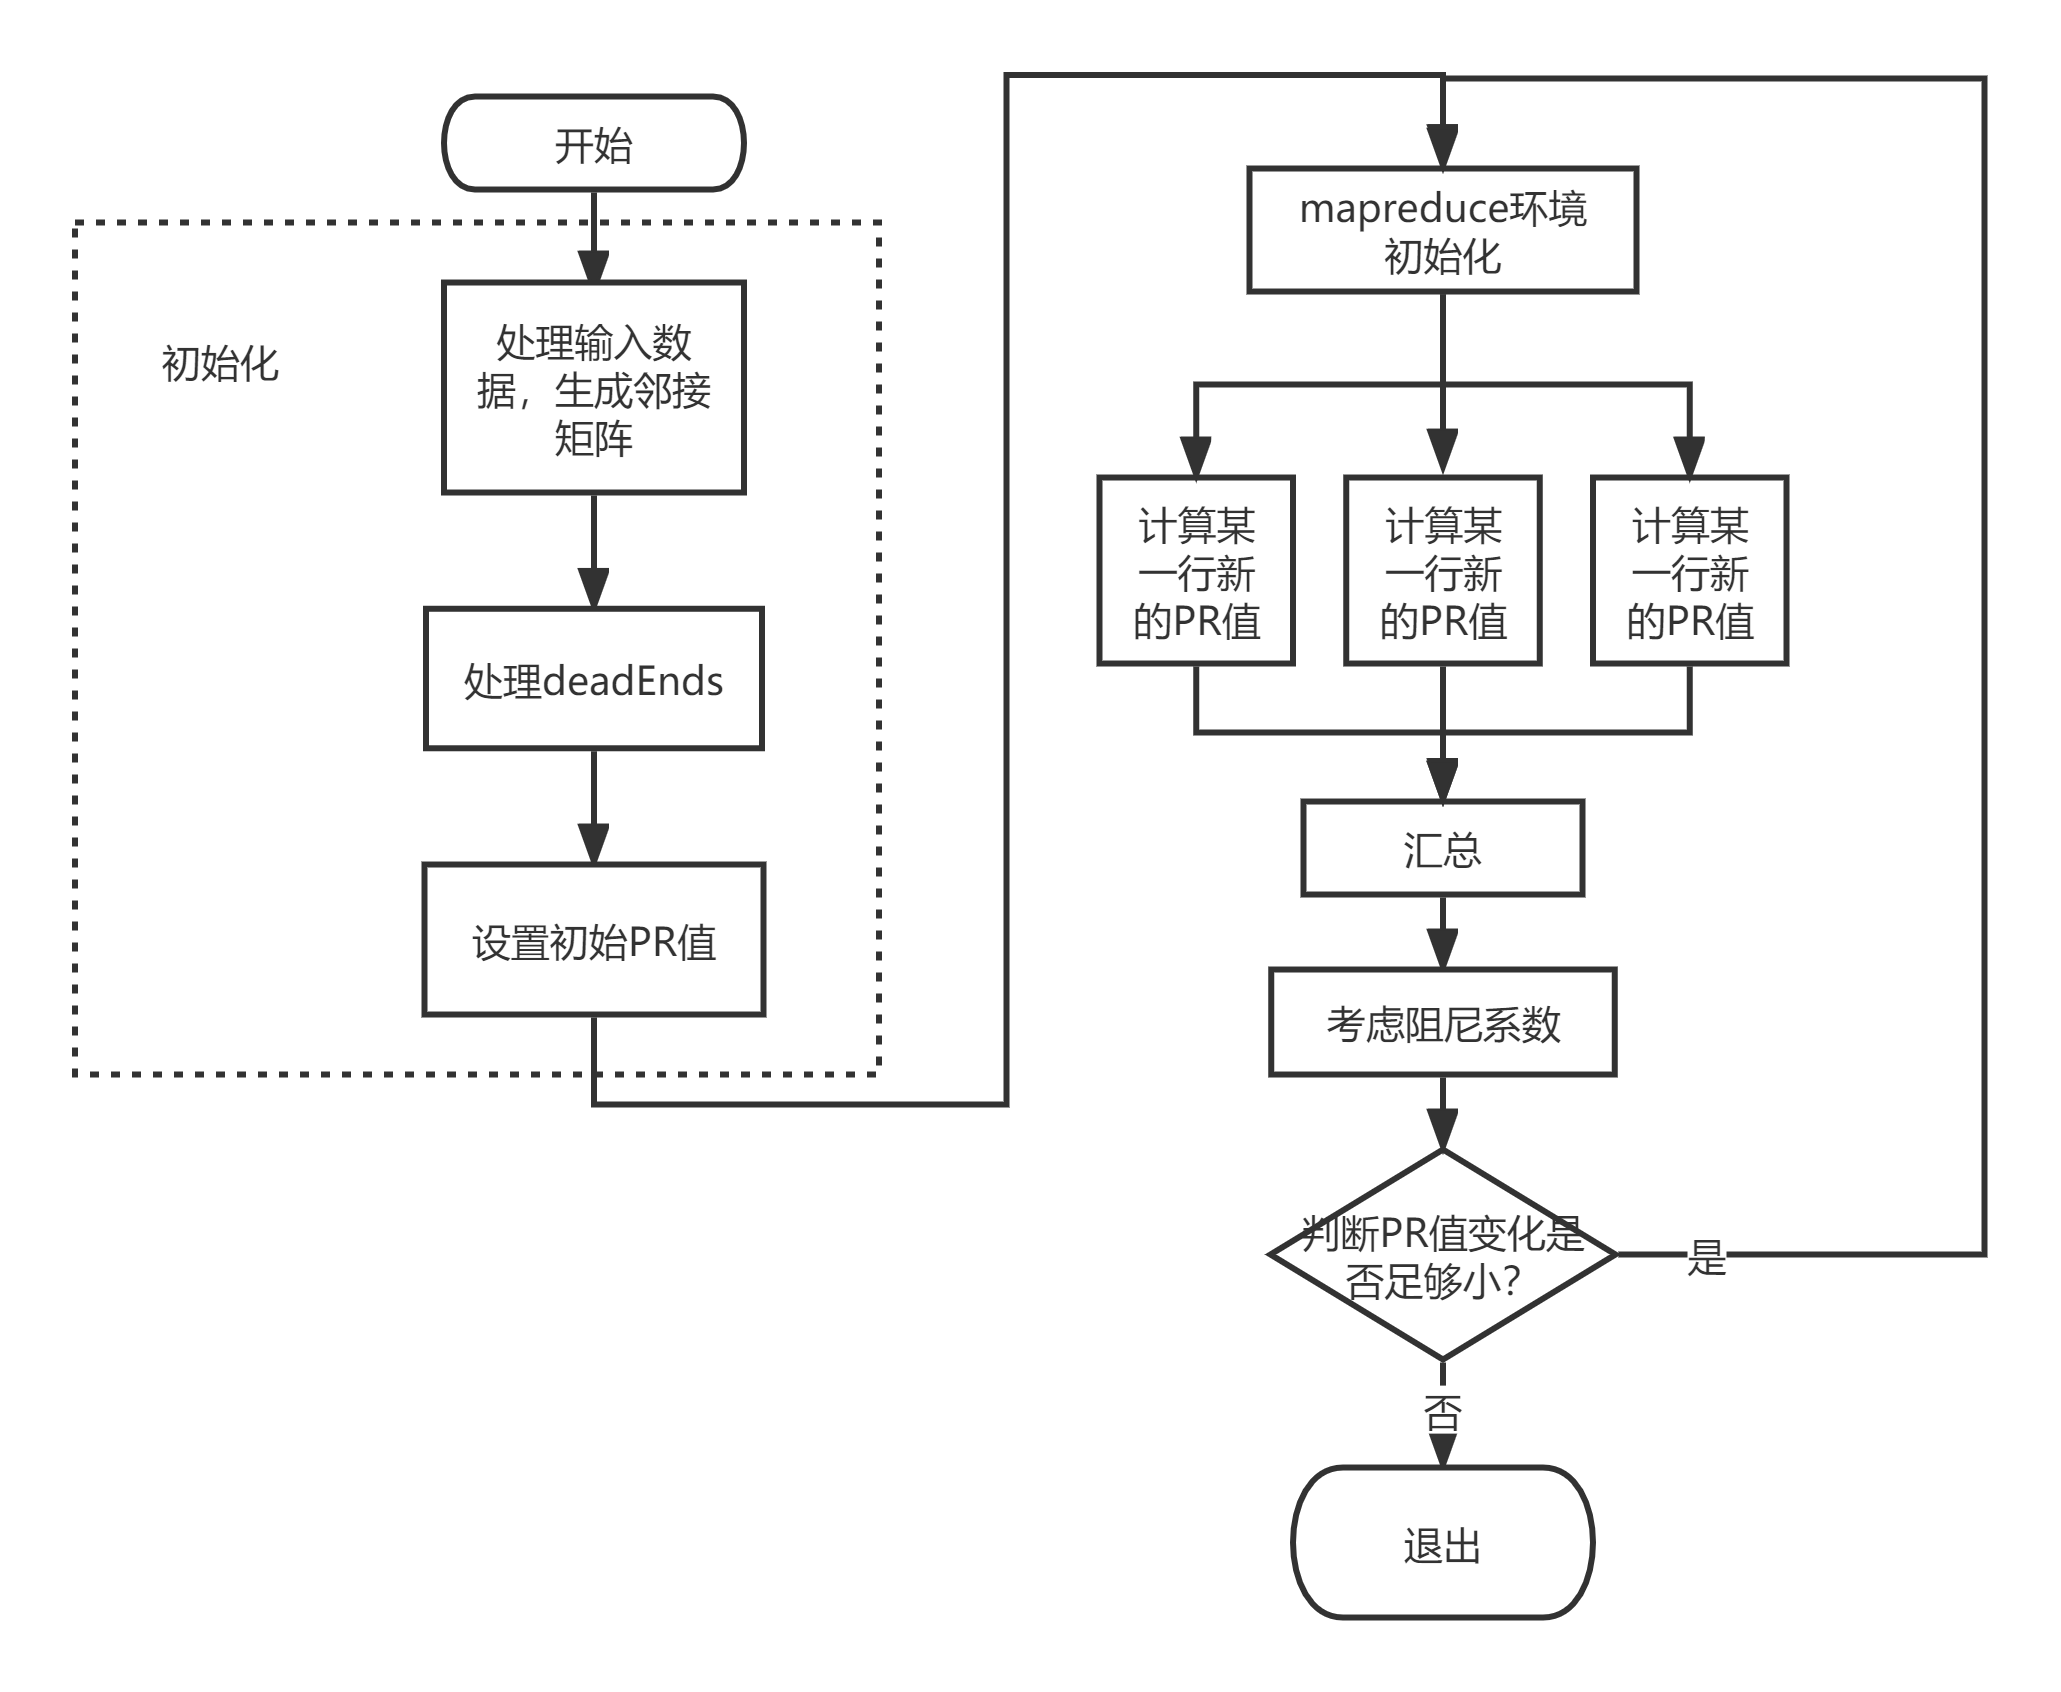 开始
初始化
处理输入数
据，生成邻接
矩阵
处理deadEnds
设置初始PR值
mapreduce环境
初始化
计算某
一行新
的PR值
计算某
一行新
的PR值
计算某
一行新
的PR值
汇总
考虑阻尼系数
判断PR值变化是
否足够小？
是
否
退出